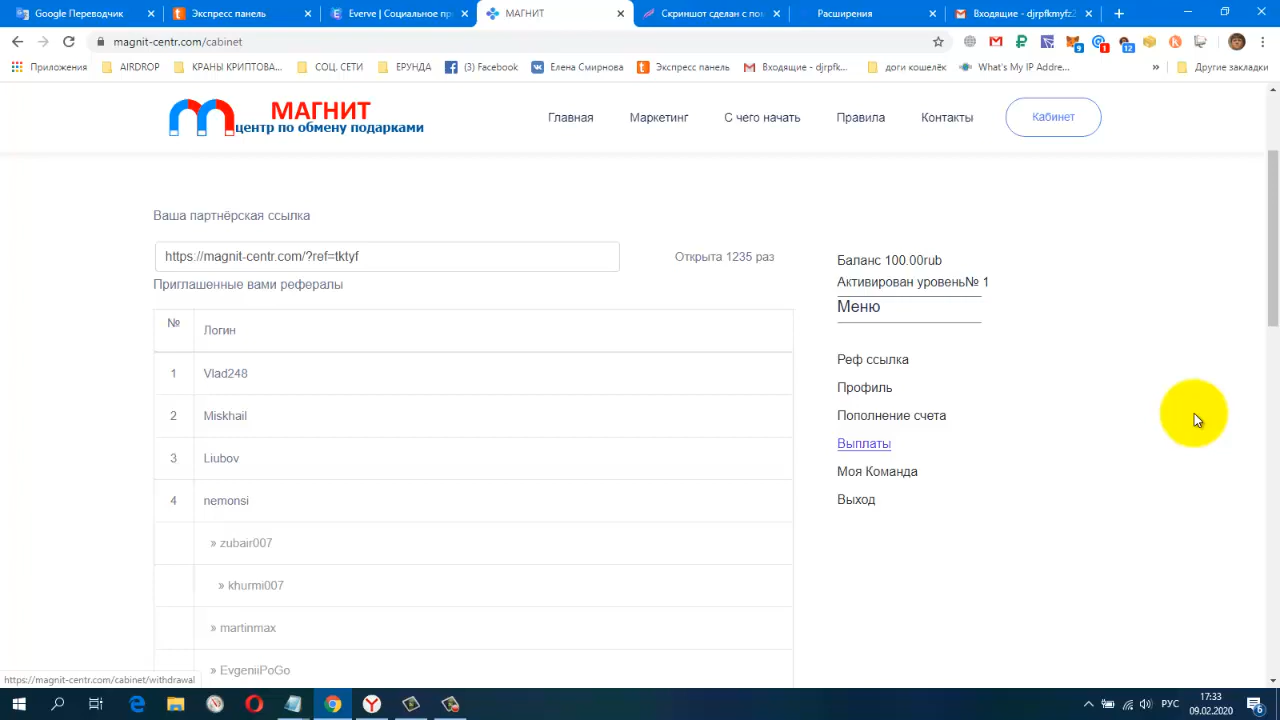 Google Переводчик
Экспресс панель
Everve | Социальное пр
МАГНИТ
Скриншот сделан с пом
Расширения
Входящие - djrpfkmyfz2
magnit-centr.com/cabinet
9
1
12
Приложения
AIRDROP
КРАНЫ КРИПТОВА...
СОЦ. СЕТИ
ЕРУНДА
(3) Facebook
Елена Смирнова
Экспресс панель
Входящие - djrpfk...
доги кошелёк
What's My IP Addre...
»
Другие закладки
МАГНИТ
центр по обмену подарками
Главная
Маркетинг
С чего начать
Правила
Контакты
Кабинет
Ваша партнёрская ссылка
https://magnit-centr.com/?ref=tktyf
Открыта 1235 раз
Приглашенные вами рефералы
№ Логин
1 Vlad248
2 Miskhail
3 Liubov
4 nemonsi
» zubair007
» khurmi007
» martinmax
» EvgeniiPoGo
Баланс 100.00rub
Активирован уровень№ 1
Меню
Реф ссылка
Профиль
Пополнение счета
Выплаты
Моя Команда
Выход
https://magnit-centr.com/cabinet/withdrawal
РУС
17:33
09.02.2020
6